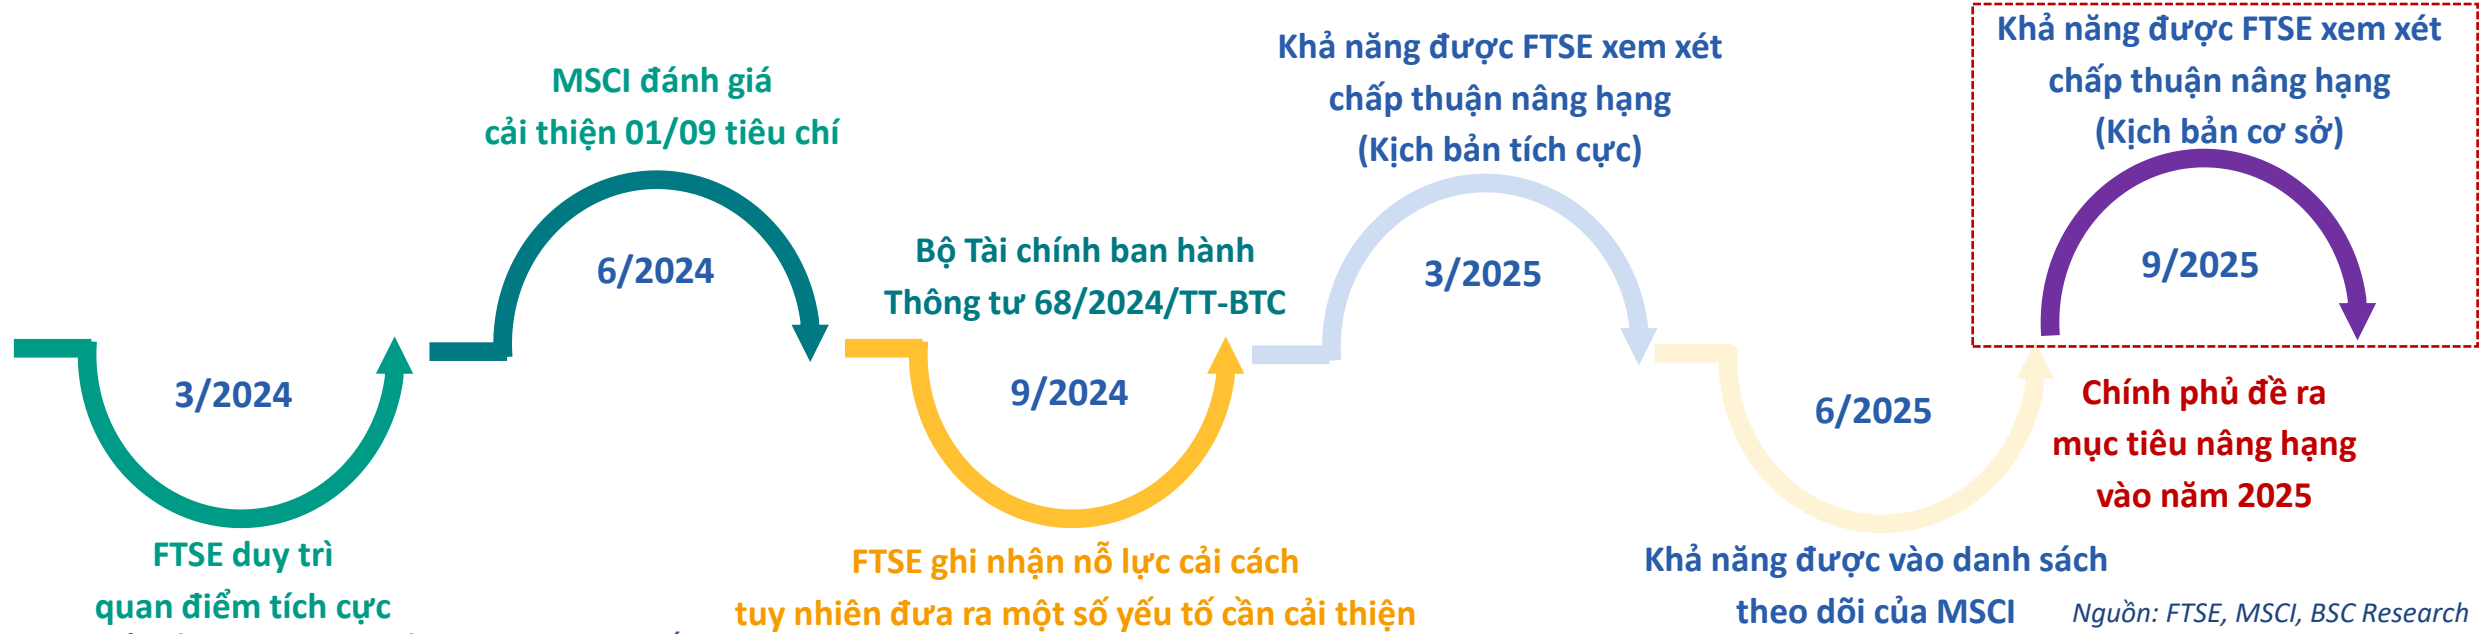 MSCI đánh giá
cải thiện 01/09 tiêu chí
Khả năng được FTSE xem xét
chấp thuận nâng hạng
(Kịch bản tích cực)
Khả năng được FTSE xem xét
chấp thuận nâng hạng
(Kịch bản cơ sở)
6/2024
Bộ Tài chính ban hành
Thông tư 68/2024/TT-BTC
3/2025
9/2025
3/2024
9/2024
6/2025
Chính phủ đề ra
mục tiêu nâng hạng
vào năm 2025
FTSE duy trì
quan điểm tích cực
FTSE ghi nhận nỗ lực cải cách
tuy nhiên đưa ra một số yếu tố cần cải thiện
Khả năng được vào danh sách
theo dõi của MSCI
Nguồn: FTSE, MSCI, BSC Research